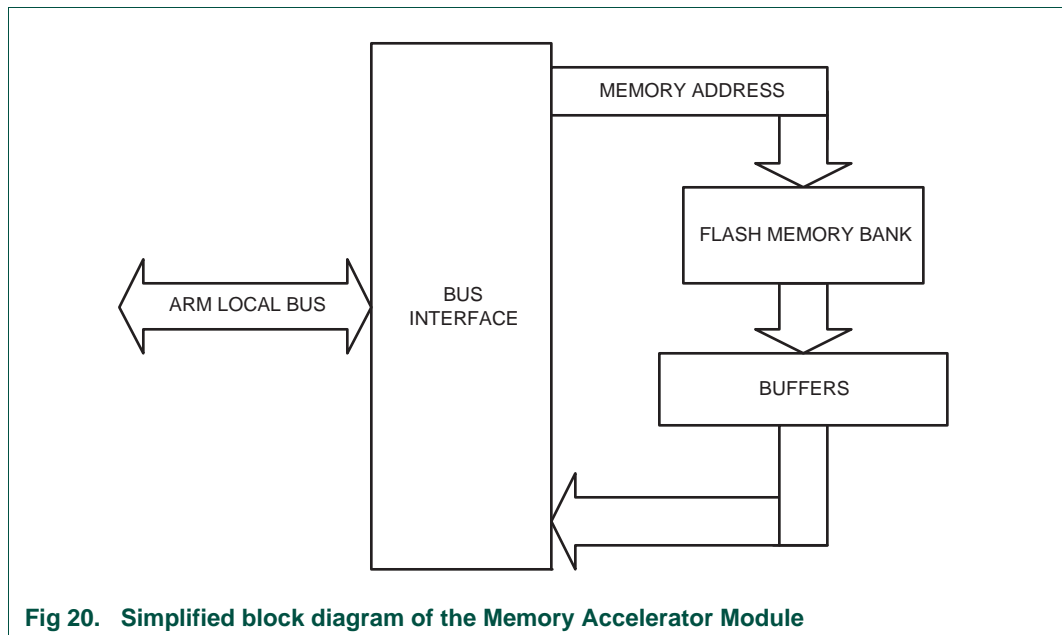 MEMORY ADDRESS
FLASH MEMORY BANK
ARM LOCAL BUS
BUS
INTERFACE
BUFFERS
Fig 20. Simplified block diagram of the Memory Accelerator Module